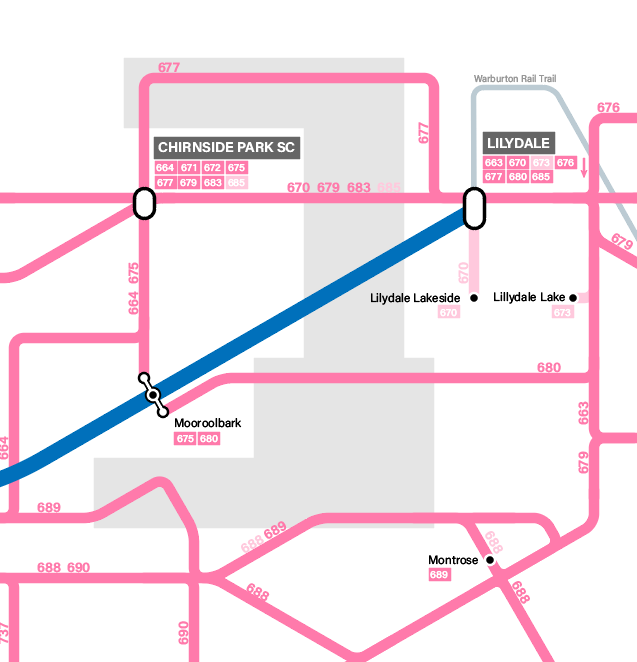 677
Warburton Rail Trail
676
677
CHIRNSIDE PARK SC
664 671 672 675
677 679 683 685
LILYDALE
663 670 673 676
677 680 685
670 679 683 685
679
664 675
670
Lilydale Lakeside
670
Lillydale Lake
673
680
663
Mooroolbark
675 680
664
679
689
688 689
688
Montrose
689
688 690
688
688
737
690